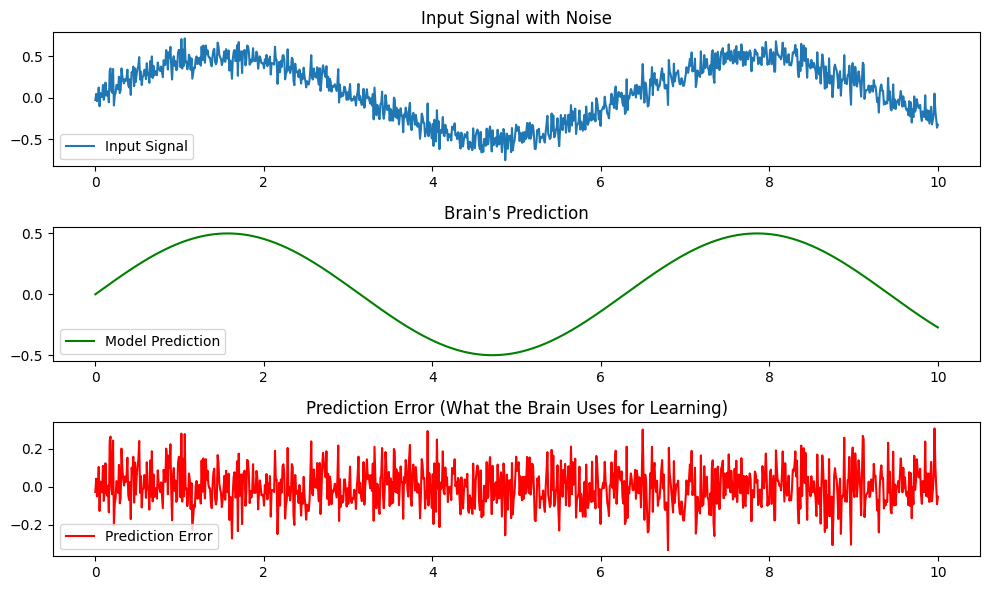 Input Signal with Noise
0.5
0.0
-0.5
Input Signal
0 2 4 6 8 10
Brain's Prediction
0.5
0.0
-0.5
Model Prediction
0 2 4 6 8 10
Prediction Error (What the Brain Uses for Learning)
0.2
0.0
-0.2
Prediction Error
0 2 4 6 8 10